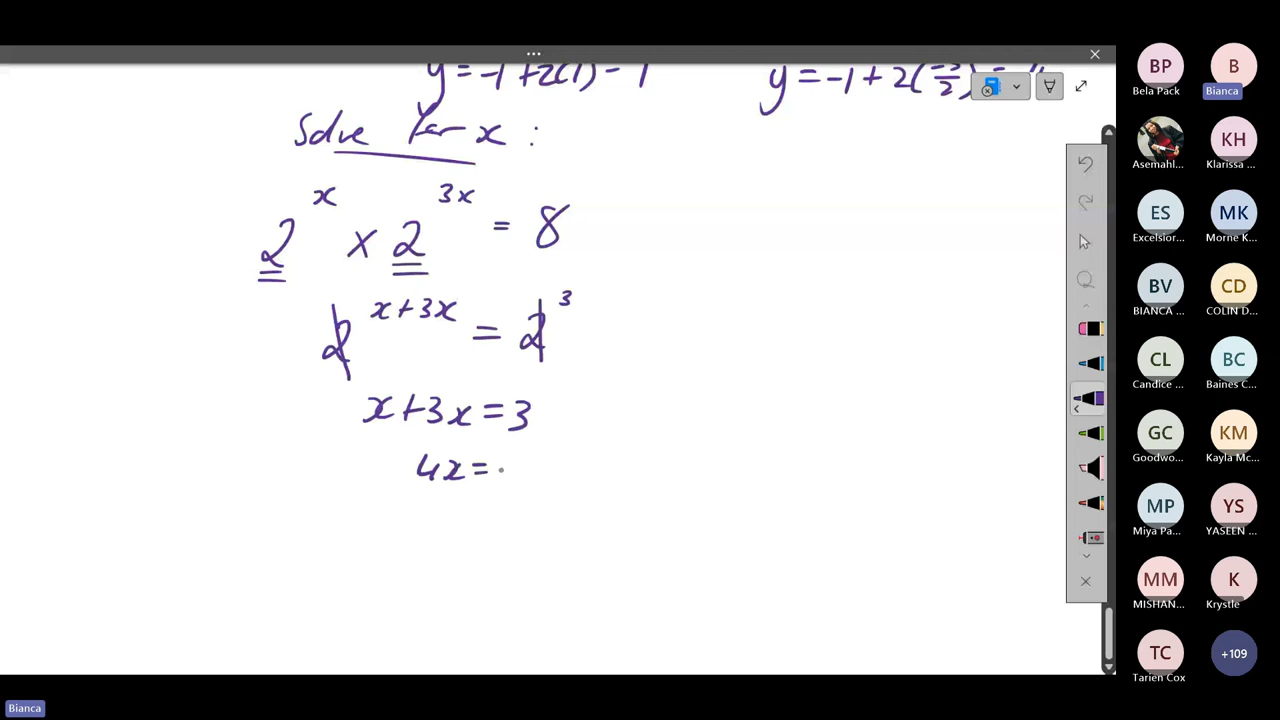 ...
y = -1 + 2(1) - 1
Solve for x :
2^x × 2^{3x} = 8
2^{x+3x} = 2^3
x+3x=3
4x=
BP
Bela Pack
B
Bianca
Asemahl...
KH
Klarissa ...
ES
Excelsior...
MK
Morne K...
BV
BIANCA ...
CD
COLIN D...
CL
Candice ...
BC
Baines C...
GC
Goodwo...
KM
Kayla Mc...
MP
Miya Pa...
YS
YASEEN ...
MM
MISHAN...
K
Krystle
TC
Tarien Cox
+109
Bianca